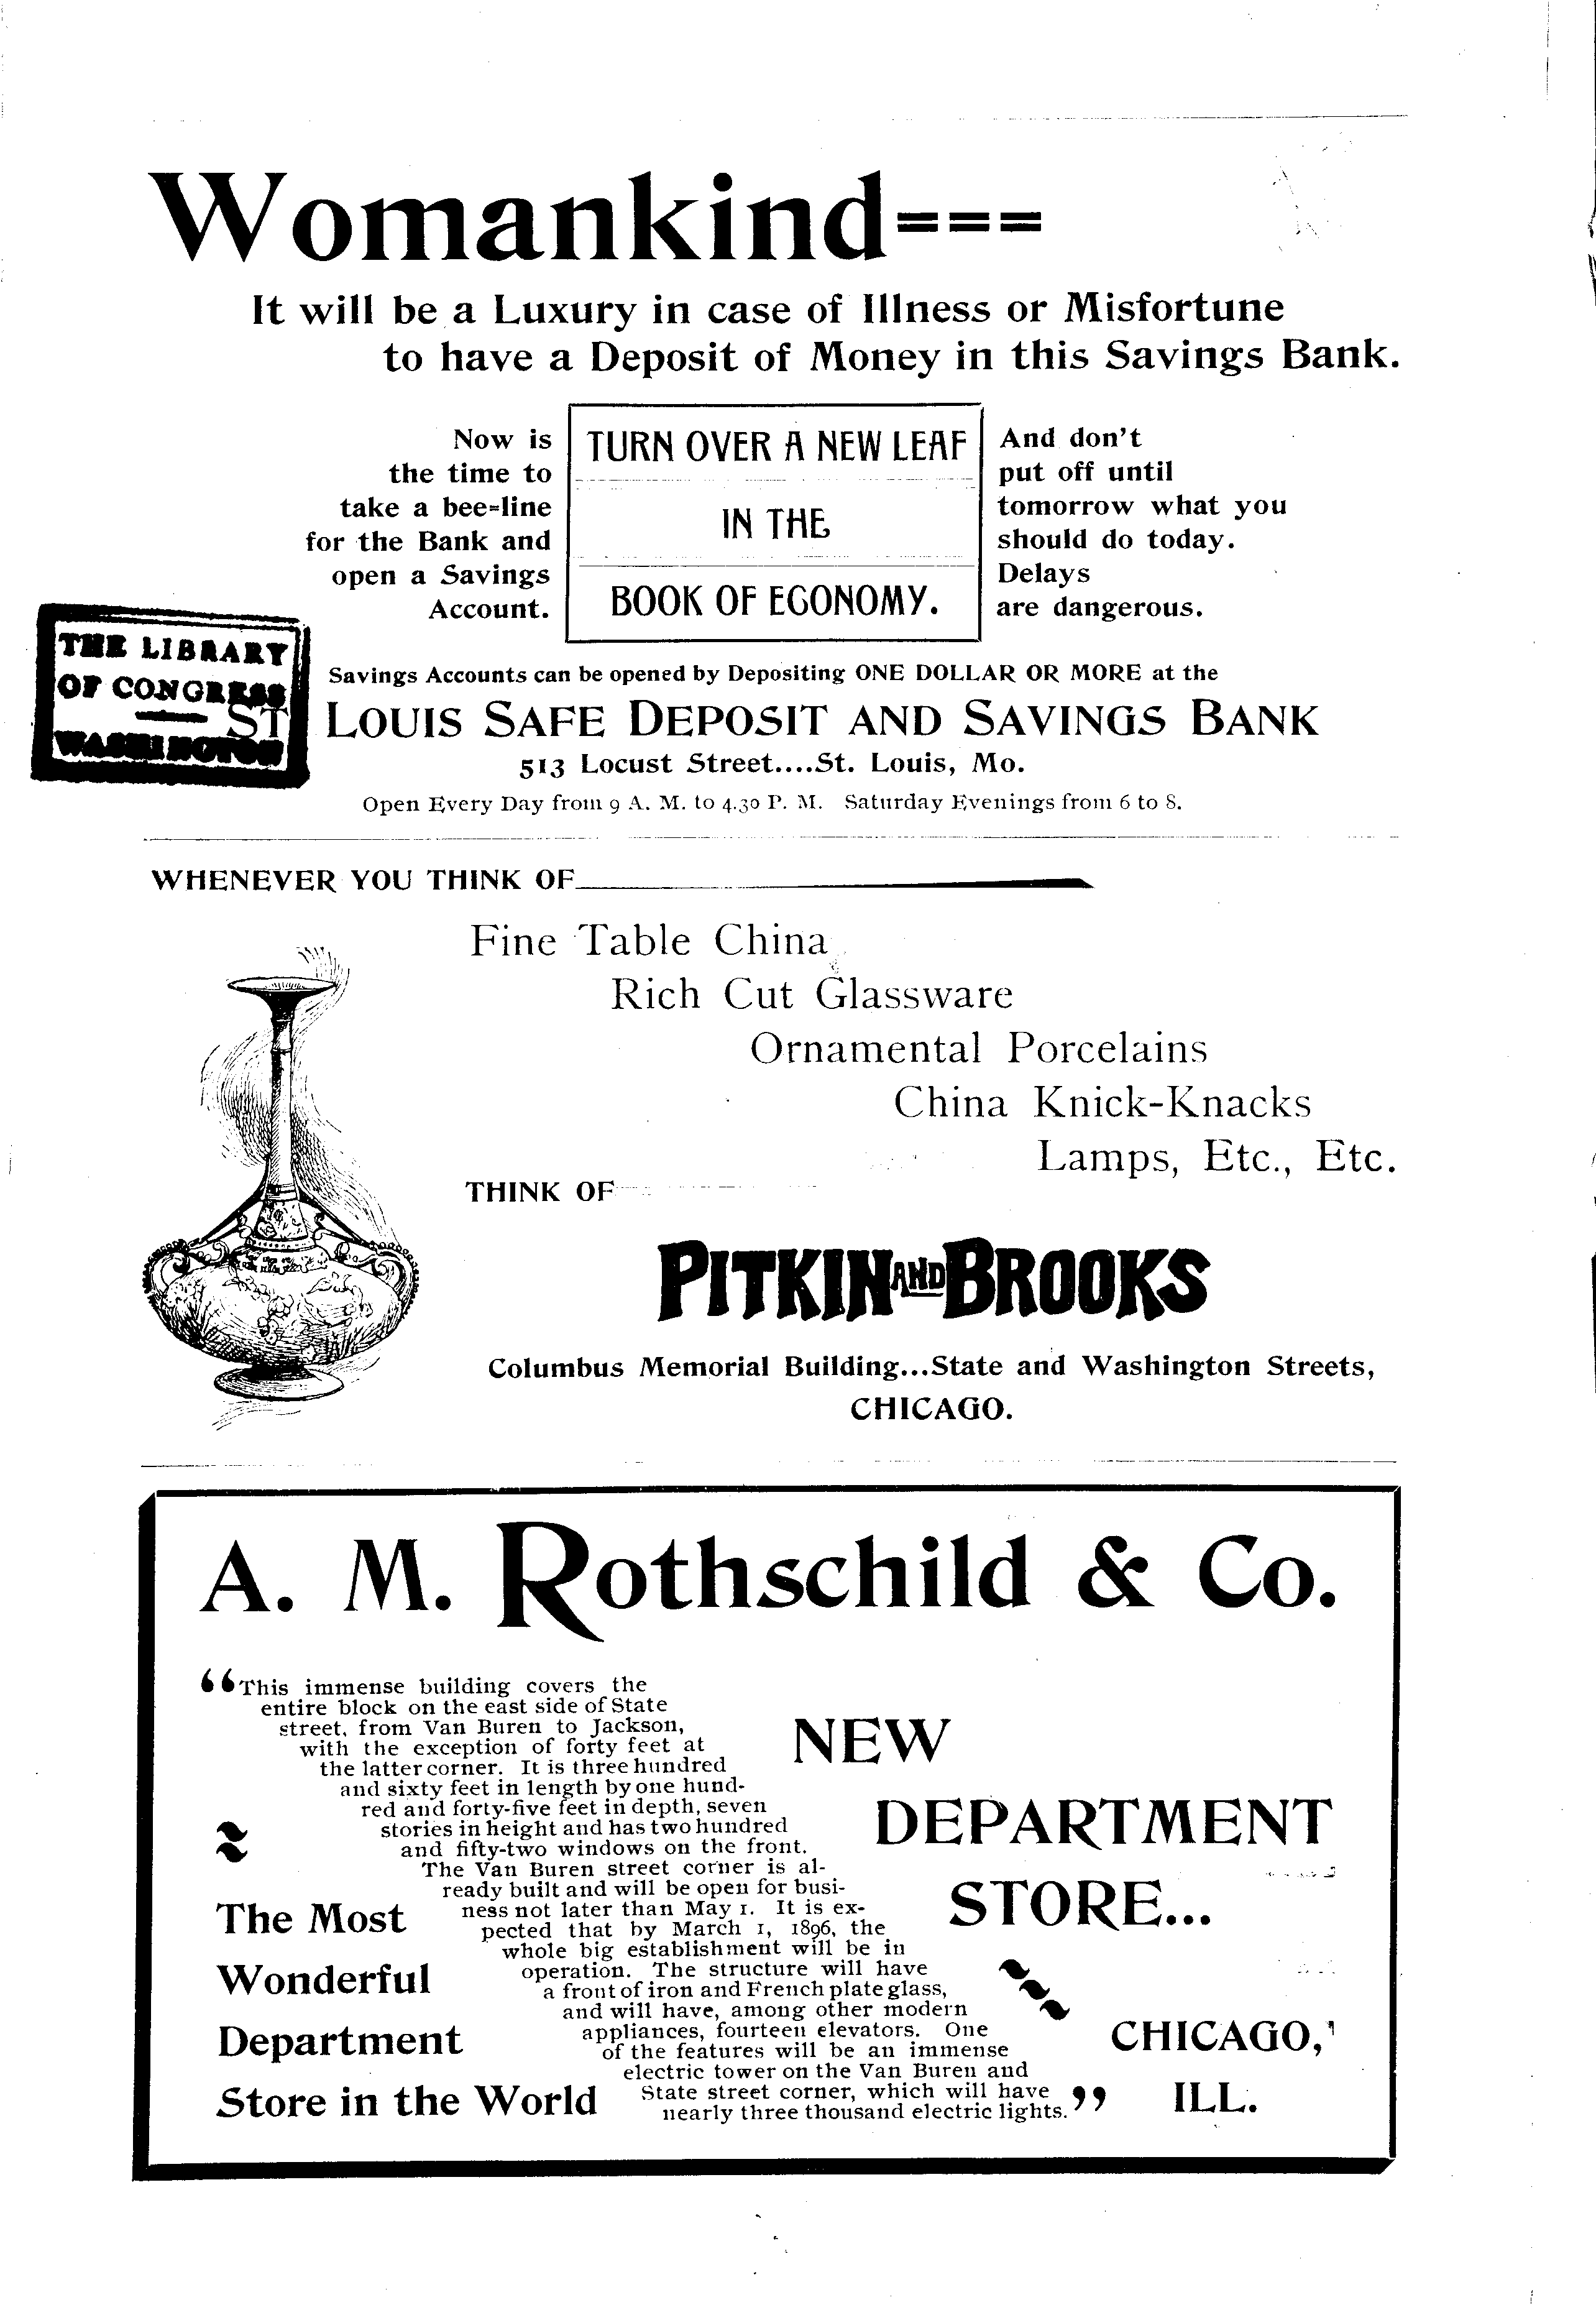 Womankind===
It will be a Luxury in case of Illness or Misfortune
to have a Deposit of Money in this Savings Bank.
Now is
the time to
take a bee=line
for the Bank and
open a Savings
Account.
TURN OVER A NEW LEAF
IN THE
BOOK OF ECONOMY.
And don't
put off until
tomorrow what you
should do today.
Delays
are dangerous.
THE LIBRARY
OF CONGRESS
WASHINGTON
Savings Accounts can be opened by Depositing ONE DOLLAR OR MORE at the
ST LOUIS SAFE DEPOSIT AND SAVINGS BANK
513 Locust Street....St. Louis, Mo.
Open Every Day from 9 A. M. to 4.30 P. M. Saturday Evenings from 6 to 8.
WHENEVER YOU THINK OF
Fine Table China
Rich Cut Glassware
Ornamental Porcelains
China Knick-Knacks
Lamps, Etc., Etc.
THINK OF
PITKIN AND BROOKS
Columbus Memorial Building...State and Washington Streets,
CHICAGO.
A. M. Rothschild & Co.
“This immense building covers the
entire block on the east side of State
street, from Van Buren to Jackson,
with the exception of forty feet at
the latter corner. It is three hundred
and sixty feet in length by one hund-
red and forty-five feet in depth, seven
stories in height and has two hundred
and fifty-two windows on the front.
The Van Buren street corner is al-
ready built and will be open for busi-
ness not later than May 1. It is ex-
pected that by March 1, 1896, the
whole big establishment will be in
operation. The structure will have
a front of iron and French plate glass,
and will have, among other modern
appliances, fourteen elevators. One
of the features will be an immense
electric tower on the Van Buren and
State street corner, which will have
nearly three thousand electric lights.”
The Most
Wonderful
Department
Store in the World
NEW
DEPARTMENT
STORE...
CHICAGO,
ILL.